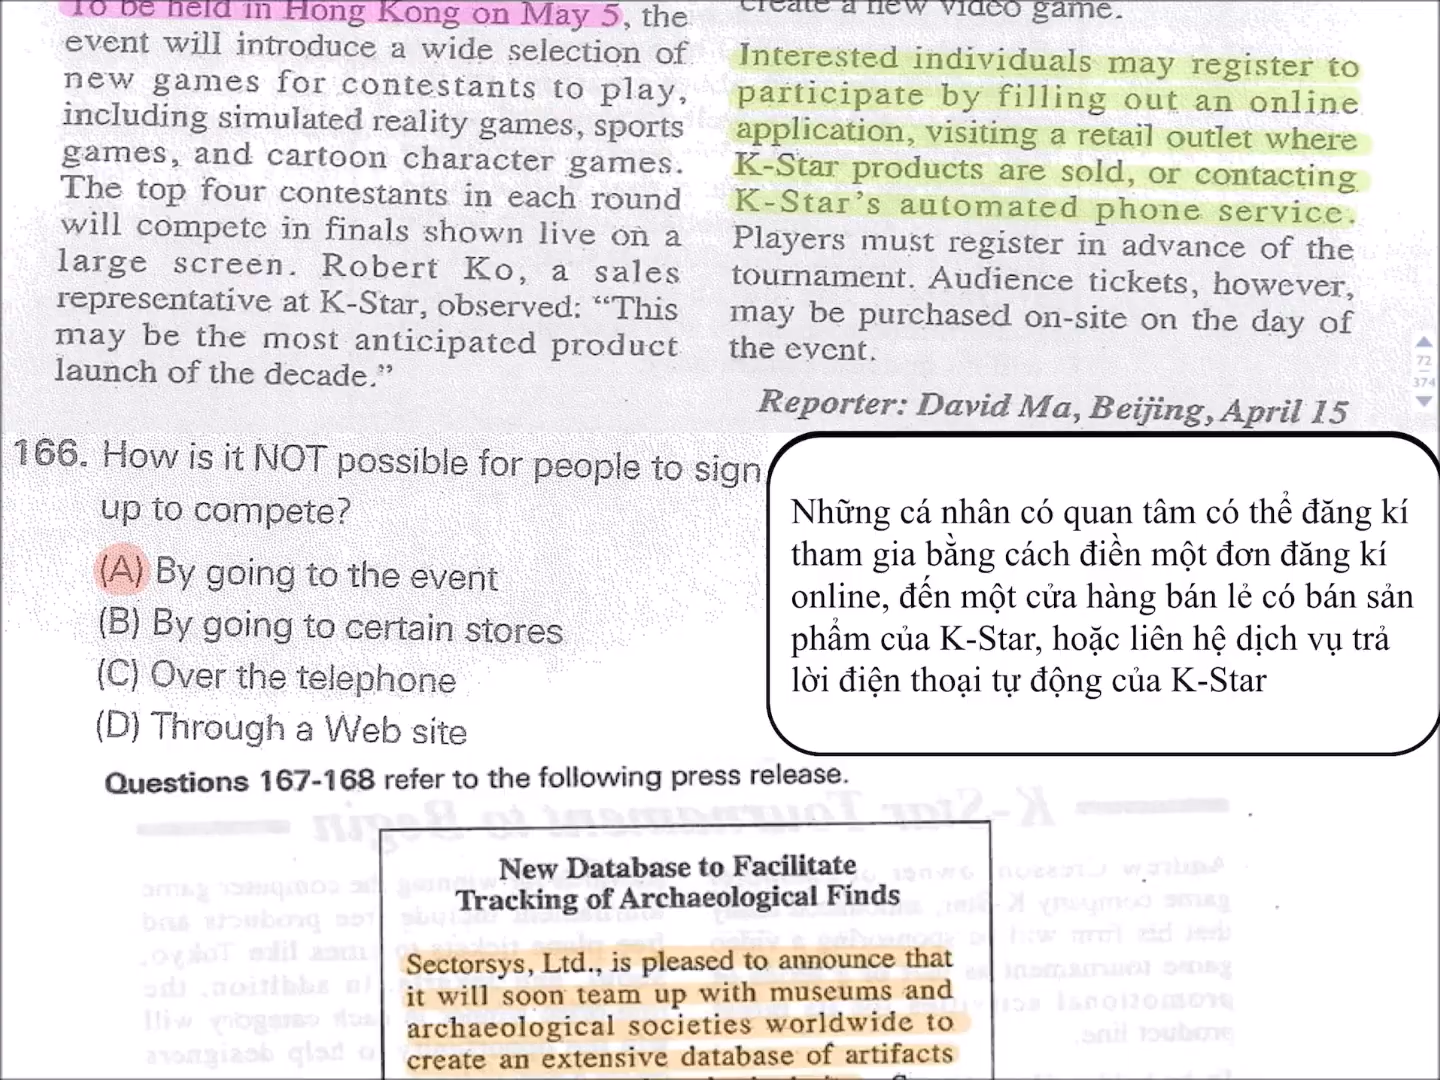 To be held in Hong Kong on May 5, the
event will introduce a wide selection of
new games for contestants to play,
including simulated reality games, sports
games, and cartoon character games.
The top four contestants in each round
will compete in finals shown live on a
large screen. Robert Ko, a sales
representative at K-Star, observed: “This
may be the most anticipated product
launch of the decade.”
create a new video game.
Interested individuals may register to
participate by filling out an online
application, visiting a retail outlet where
K-Star products are sold, or contacting
K-Star’s automated phone service.
Players must register in advance of the
tournament. Audience tickets, however,
may be purchased on-site on the day of
the event.
Reporter: David Ma, Beijing, April 15
72
374
166. How is it NOT possible for people to sign
up to compete?
(A) By going to the event
(B) By going to certain stores
(C) Over the telephone
(D) Through a Web site
Những cá nhân có quan tâm có thể đăng kí
tham gia bằng cách điền một đơn đăng kí
online, đến một cửa hàng bán lẻ có bán sản
phẩm của K-Star, hoặc liên hệ dịch vụ trả
lời điện thoại tự động của K-Star
Questions 167-168 refer to the following press release.
K-Star Tournament to Begin
New Database to Facilitate
Tracking of Archaeological Finds
Sectorsys, Ltd., is pleased to announce that
it will soon team up with museums and
archaeological societies worldwide to
create an extensive database of artifacts